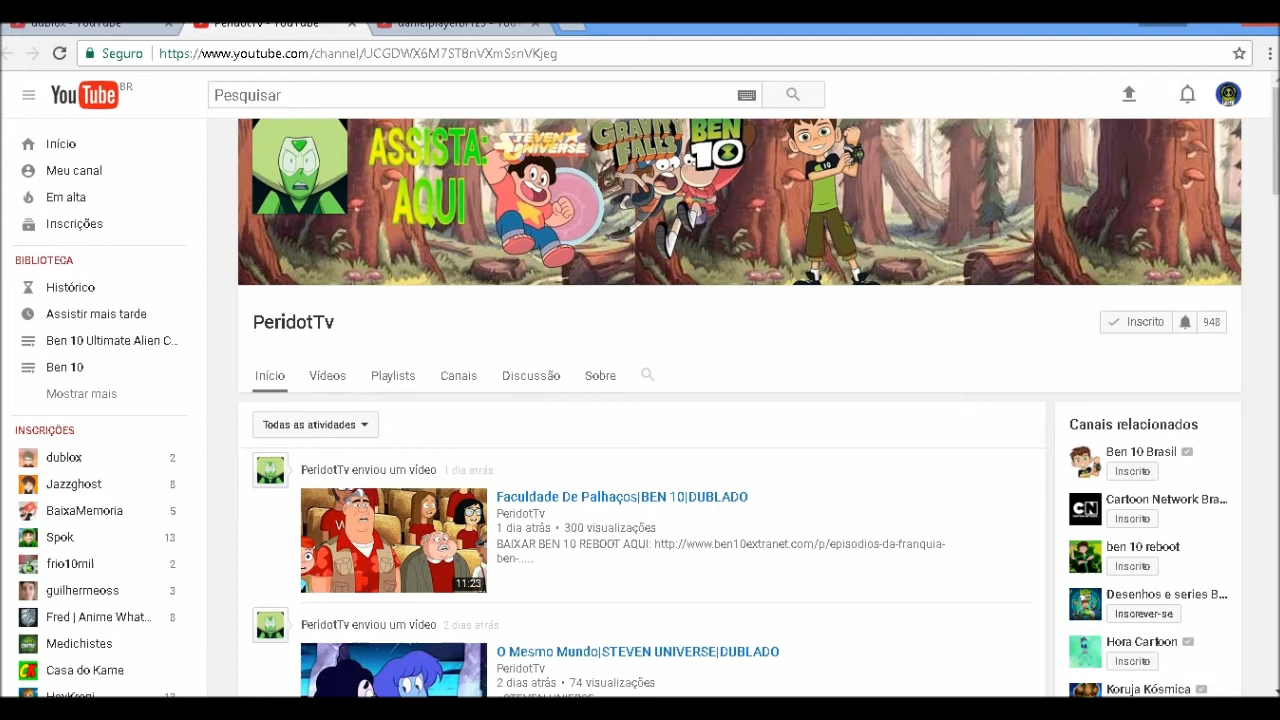 dublox - YouTube
PeridotTv - YouTube
danielplayerbr123 - You
Seguro
https://www.youtube.com/channel/UCGDWX6M7ST8nVXmSsnVKjeg
YouTube BR
Pesquisar
Início
Meu canal
Em alta
Inscrições
BIBLIOTECA
Histórico
Assistir mais tarde
Ben 10 Ultimate Alien C...
Ben 10
Mostrar mais
INSCRIÇÕES
dublox 2
Jazzghost 8
BaixaMemoria 5
Spok 13
frio10mil 2
guilhermeoss 3
Fred | Anime What... 8
Medichistes
Casa do Kame
ASSISTA:
AQUI
STEVEN UNIVERSE
GRAVITY FALLS
BEN 10
PeridotTv
Inscrito 948
Início Vídeos Playlists Canais Discussão Sobre
Todas as atividades
PeridotTv enviou um vídeo 1 dia atrás
Faculdade De Palhaços|BEN 10|DUBLADO
PeridotTv
1 dia atrás • 300 visualizações
BAIXAR BEN 10 REBOOT AQUI: http://www.ben10extranet.com/p/episodios-da-franquia-
ben-.....
11:23
PeridotTv enviou um vídeo 2 dias atrás
O Mesmo Mundo|STEVEN UNIVERSE|DUBLADO
PeridotTv
2 dias atrás • 74 visualizações
Canais relacionados
Ben 10 Brasil
Inscrito
CN
Cartoon Network Bra...
Inscrito
ben 10 reboot
Inscrito
Desenhos e series B...
Inscrever-se
Hora Cartoon
Inscrito
Koruja Kósmica